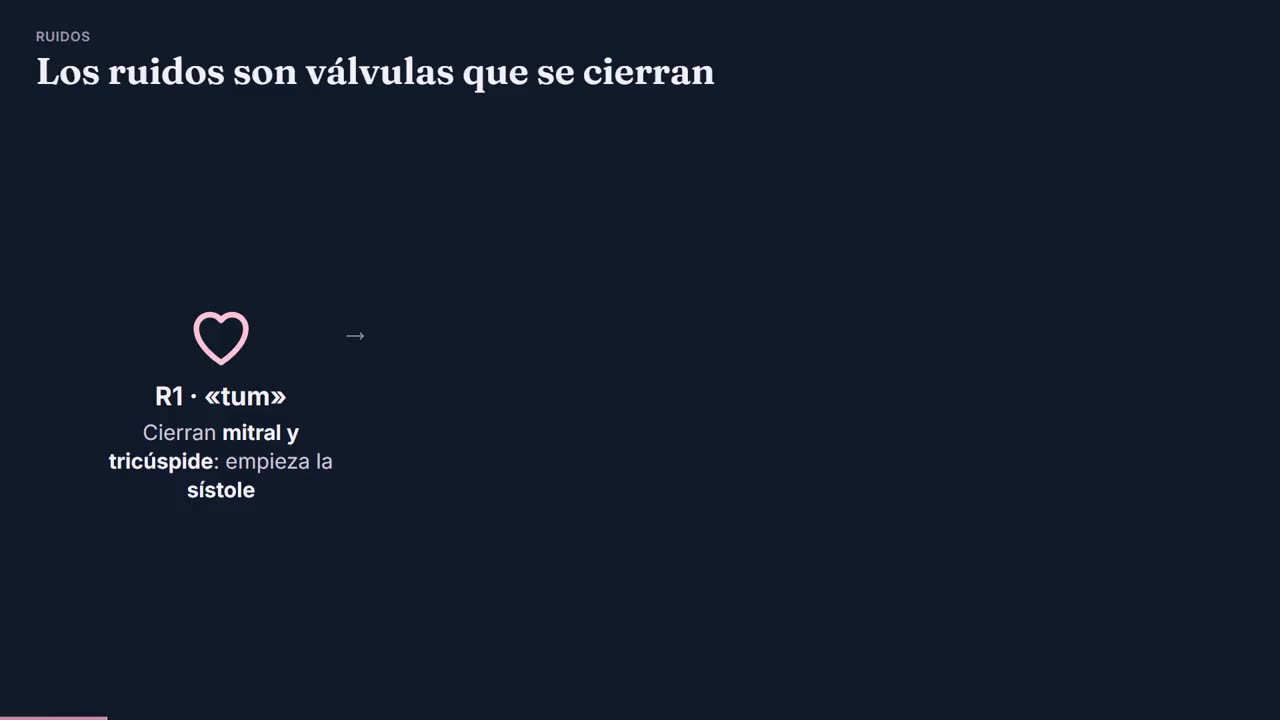 RUIDOS
Los ruidos son válvulas que se cierran
→
R1 · «tum»
Cierran mitral y
tricúspide: empieza la
sístole